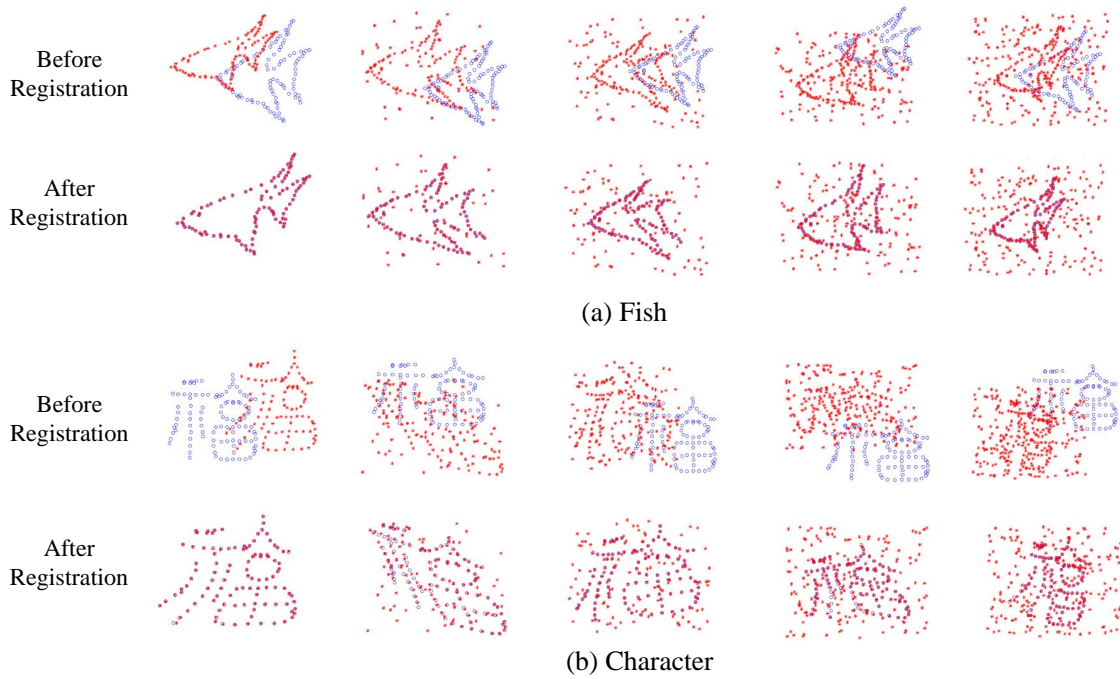 Before
Registration
After
Registration
(a) Fish
Before
Registration
After
Registration
(b) Character